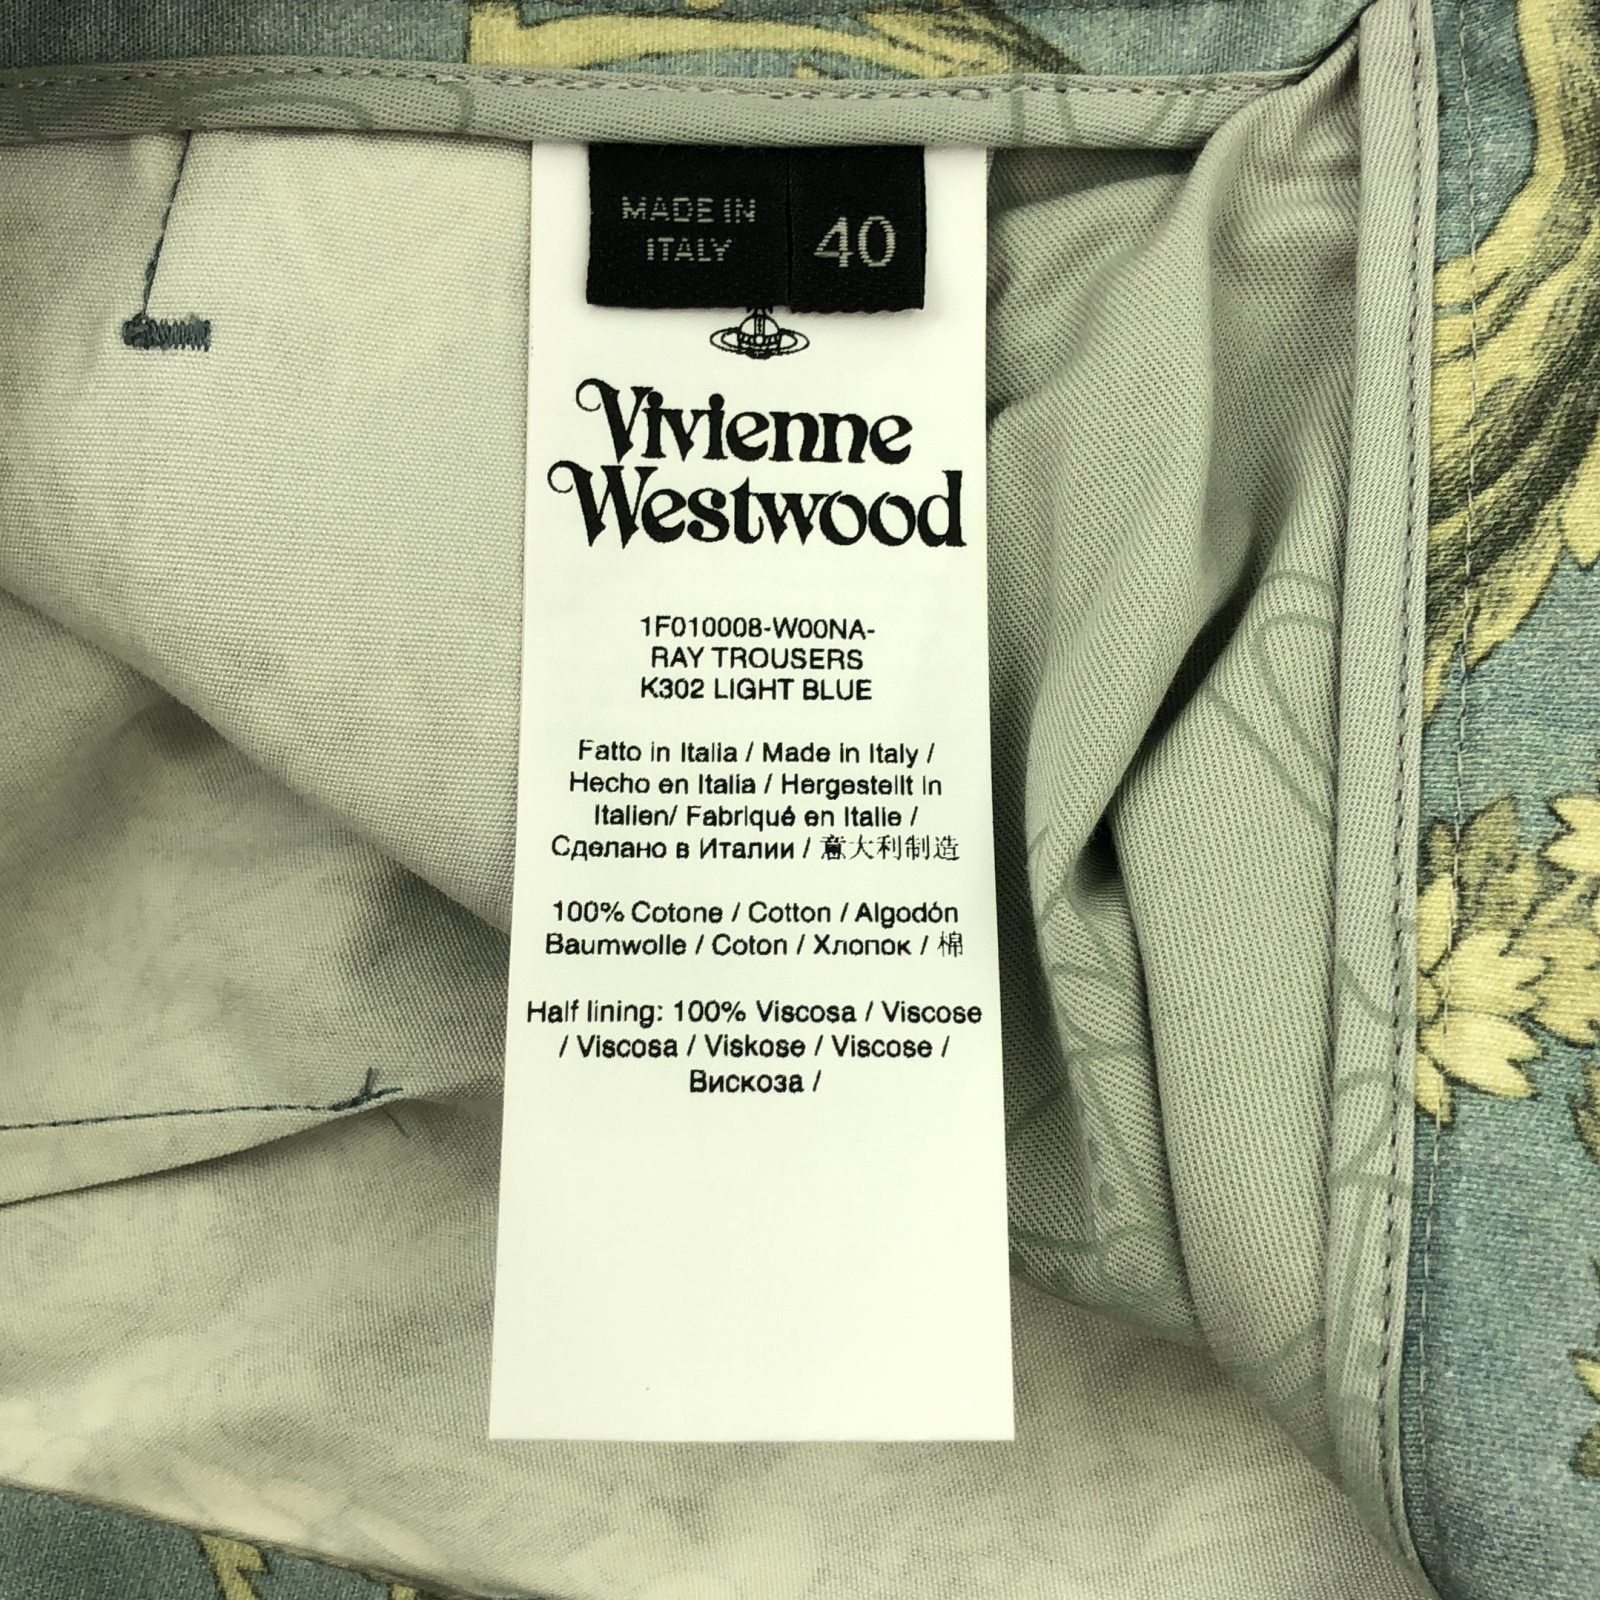 MADE IN
ITALY
40
Vivienne
Westwood
1F010008-W00NA-
RAY TROUSERS
K302 LIGHT BLUE
Fatto in Italia / Made in Italy /
Hecho en Italia / Hergestellt in
Italien/ Fabriqué en Italie /
Сделано в Италии / 意大利制造
100% Cotone / Cotton / Algodón
Baumwolle / Coton / Хлопок / 棉
Half lining: 100% Viscosa / Viscose
/ Viscosa / Viskose / Viscose /
Вискоза /